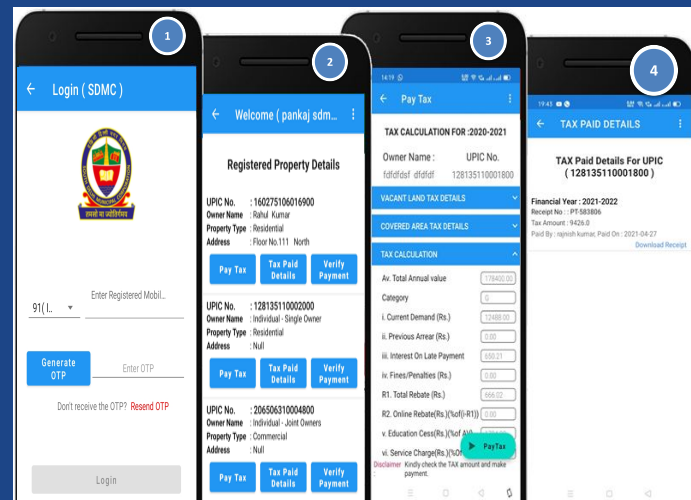 1
Login ( SDMC )
91( I..
Enter Registered Mobil...
Generate OTP
Enter OTP
Don't receive the OTP? Resend OTP
Login
2
Welcome ( pankaj sdm...
Registered Property Details
UPIC No. : 160275106016900
Owner Name : Rahul Kumar
Property Type : Residential
Address : Floor No.111 North
Pay Tax
Tax Paid Details
Verify Payment
UPIC No. : 128135110002000
Owner Name : Individual - Single Owner
Property Type : Residential
Address : Null
Pay Tax
Tax Paid Details
Verify Payment
UPIC No. : 206506310004800
Owner Name : Individual - Joint Owners
Property Type : Commercial
Address : Null
Pay Tax
Tax Paid Details
Verify Payment
3
14:19
Pay Tax
TAX CALCULATION FOR :2020-2021
Owner Name : UPIC No.
fdfdfdsf dfdfdf 128135110001800
VACANT LAND TAX DETAILS
COVERED AREA TAX DETAILS
TAX CALCULATION
Av. Total Annual value 178400.00
Category G
i. Current Demand (Rs.) 12488.00
ii. Previous Arrear (Rs.) 0.00
iii. Interest On Late Payment 650.21
iv. Fines/Penalties (Rs.) 0.00
R1. Total Rebate (Rs.) 666.02
R2. Online Rebate(Rs.)(%of(i-R1)) 0.00
v. Education Cess(Rs.)(%of AV)
vi. Service Charge(Rs.)(%Of
PayTax
Disclaimer : Kindly check the TAX amount and make payment.
4
19:43
TAX PAID DETAILS
TAX Paid Details For UPIC
( 128135110001800 )
Financial Year : 2021-2022
Receipt No : : PT-583806
Tax Amount : 9426.0
Paid By : rajnish kumar, Paid On : 2021-04-27
Download Receipt